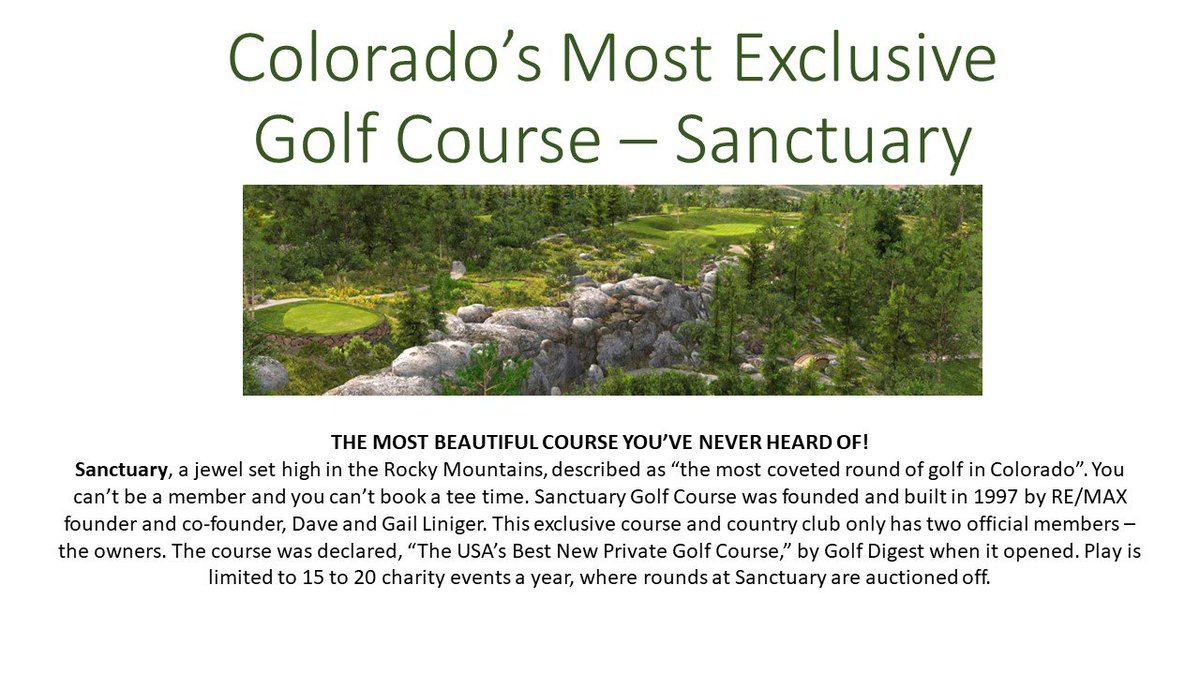 Colorado’s Most Exclusive
Golf Course – Sanctuary
THE MOST BEAUTIFUL COURSE YOU’VE NEVER HEARD OF!
Sanctuary, a jewel set high in the Rocky Mountains, described as “the most coveted round of golf in Colorado”. You
can’t be a member and you can’t book a tee time. Sanctuary Golf Course was founded and built in 1997 by RE/MAX
founder and co-founder, Dave and Gail Liniger. This exclusive course and country club only has two official members –
the owners. The course was declared, “The USA’s Best New Private Golf Course,” by Golf Digest when it opened. Play is
limited to 15 to 20 charity events a year, where rounds at Sanctuary are auctioned off.